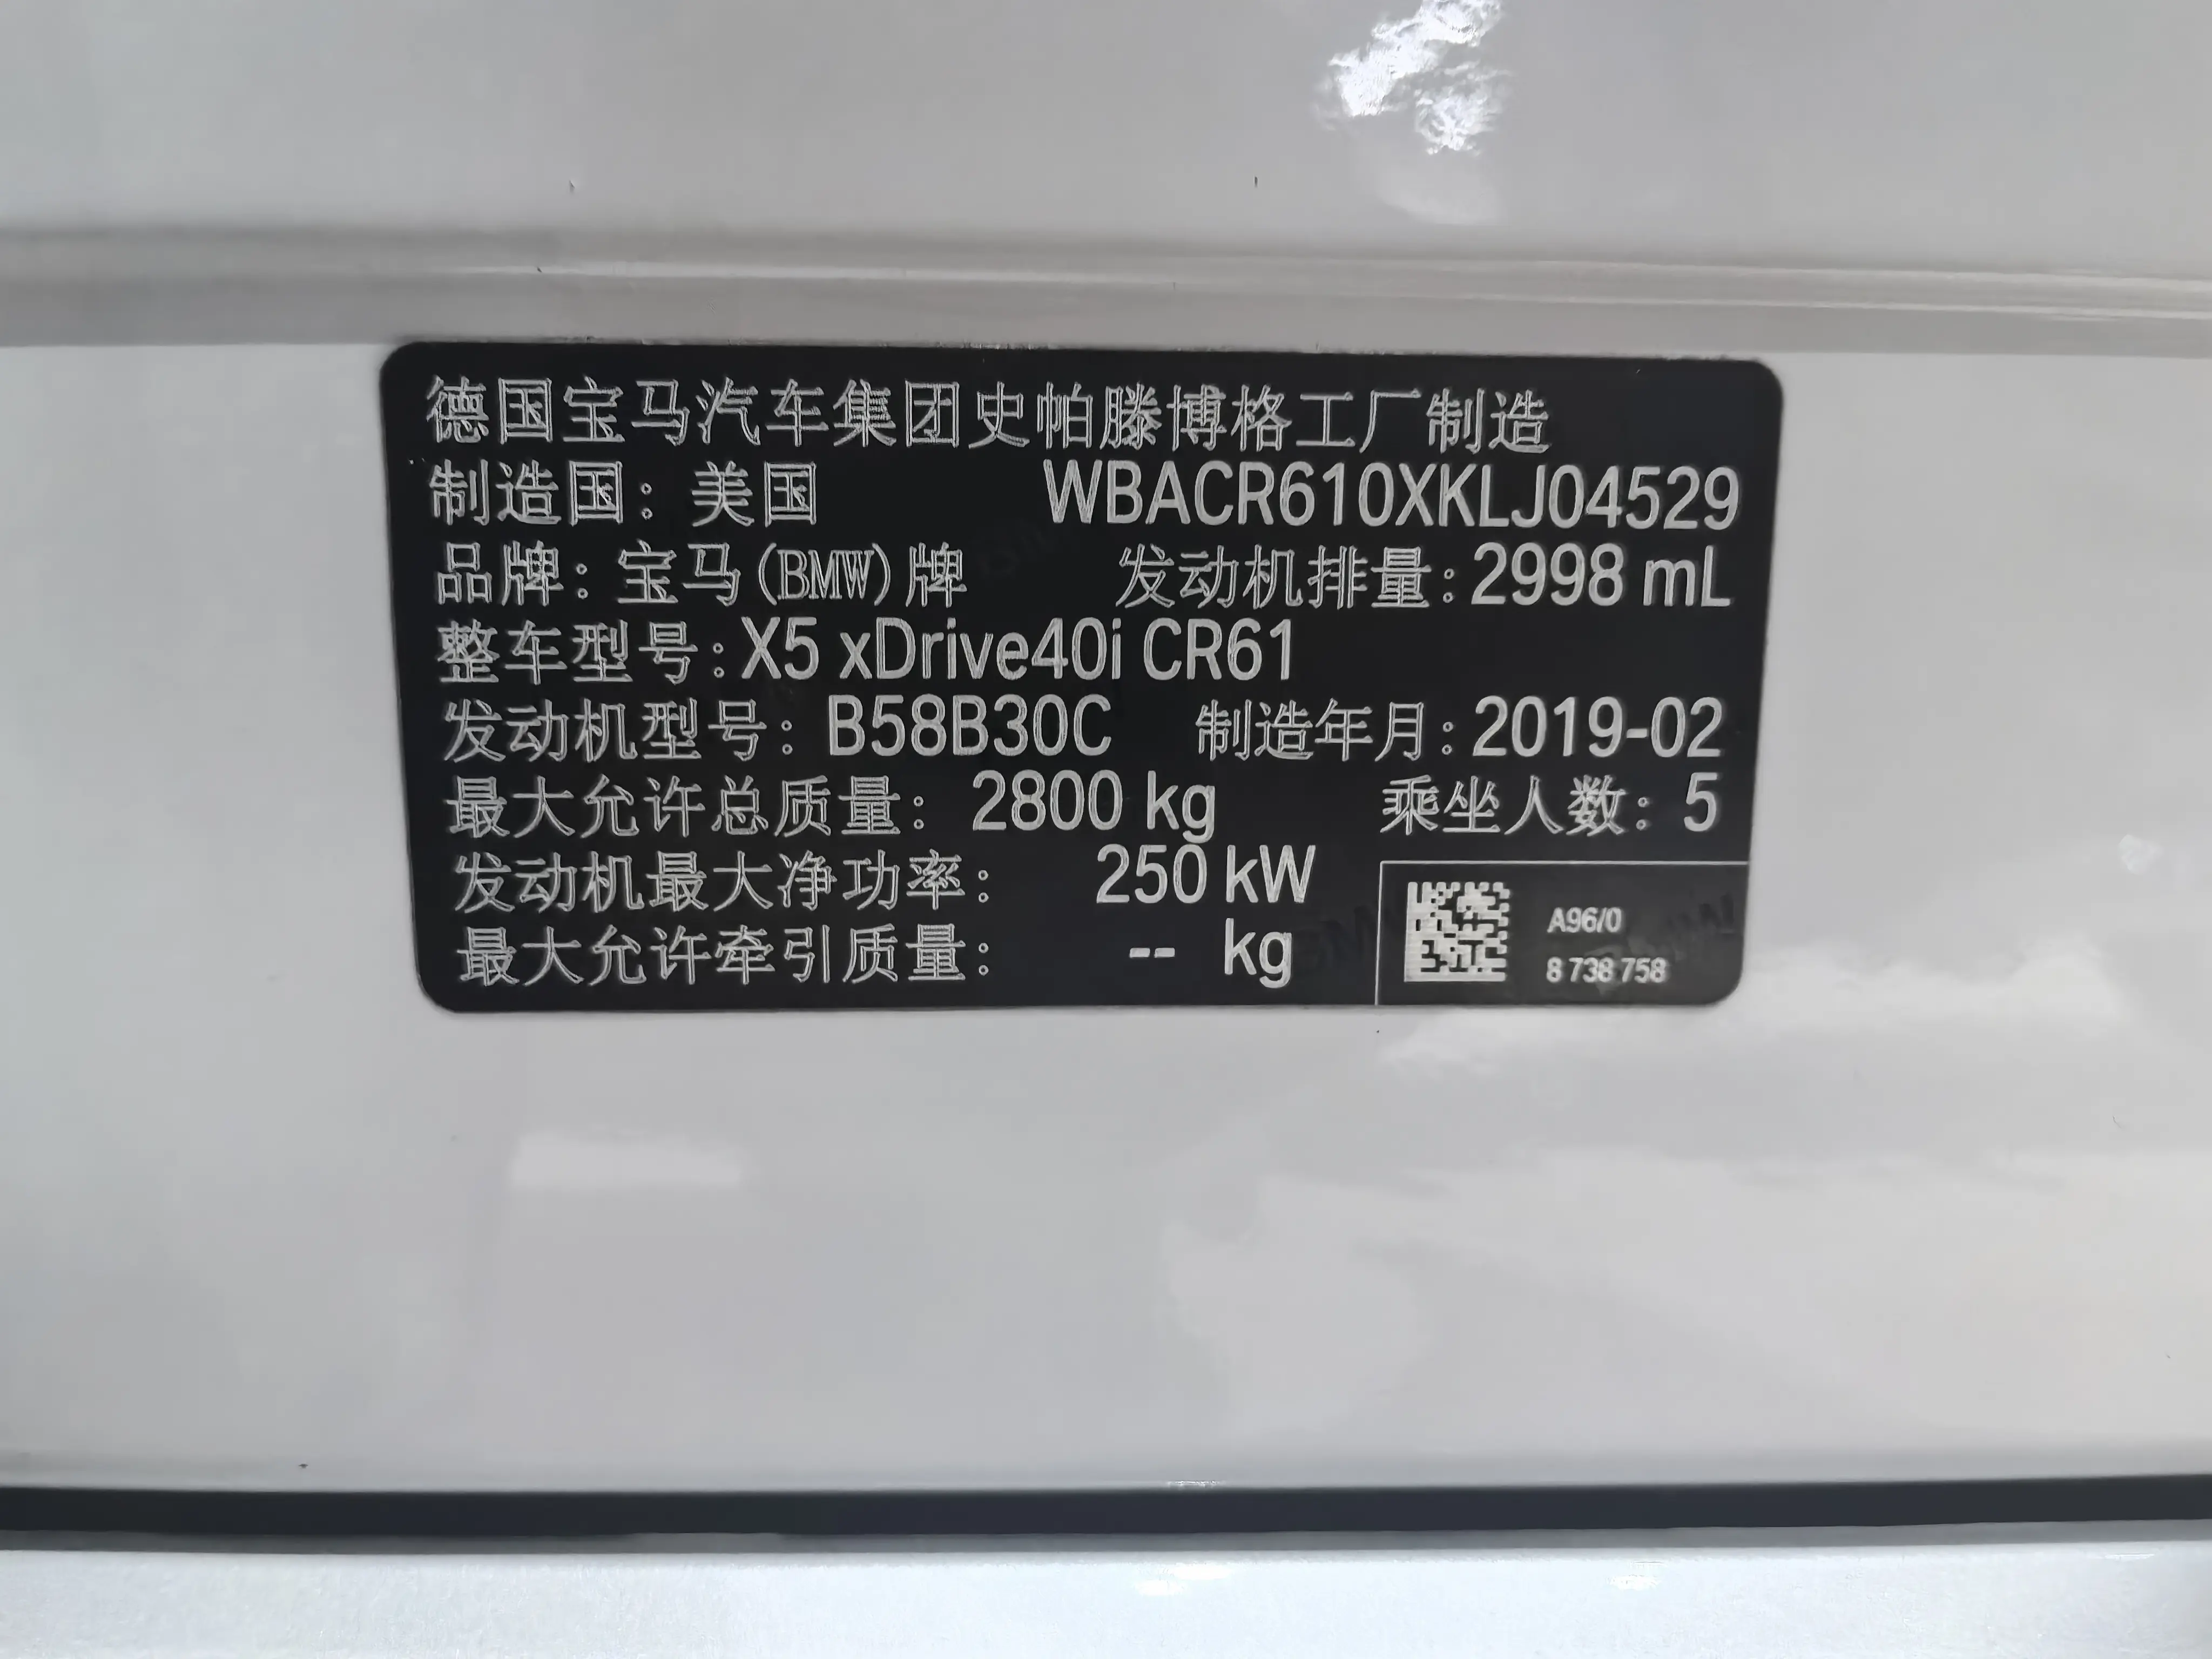 德国宝马汽车集团史帕滕博格工厂制造
制造国：美国 WBACR610XKLJ04529
品牌：宝马(BMW)牌 发动机排量：2998 mL
整车型号：X5 xDrive40i CR61
发动机型号：B58B30C 制造年月：2019-02
最大允许总质量：2800 kg 乘坐人数：5
发动机最大净功率：250 kW
最大允许牵引质量：-- kg
A96/0
8 738 758